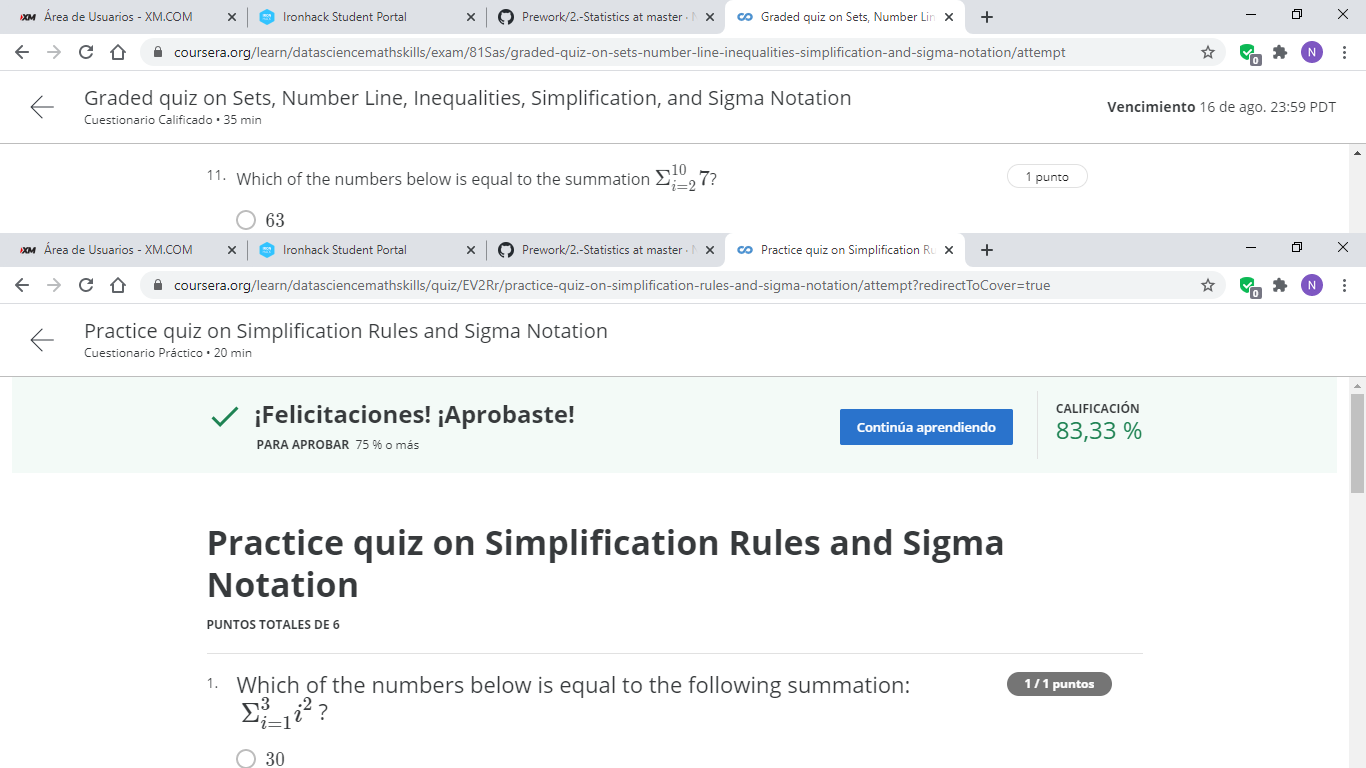 XM Área de Usuarios - XM.COM Ironhack Student Portal Prework/2.-Statistics at master · Graded quiz on Sets, Number Lin
coursera.org/learn/datasciencemathskills/exam/81Sas/graded-quiz-on-sets-number-line-inequalities-simplification-and-sigma-notation/attempt 0 N
Graded quiz on Sets, Number Line, Inequalities, Simplification, and Sigma Notation
Cuestionario Calificado • 35 min
Vencimiento 16 de ago. 23:59 PDT
11. Which of the numbers below is equal to the summation Σ_{i=2}^{10} 7? 1 punto
63
XM Área de Usuarios - XM.COM Ironhack Student Portal Prework/2.-Statistics at master · Practice quiz on Simplification Ru
coursera.org/learn/datasciencemathskills/quiz/EV2Rr/practice-quiz-on-simplification-rules-and-sigma-notation/attempt?redirectToCover=true 0 N
Practice quiz on Simplification Rules and Sigma Notation
Cuestionario Práctico • 20 min
¡Felicitaciones! ¡Aprobaste!
PARA APROBAR 75 % o más
Continúa aprendiendo
CALIFICACIÓN
83,33 %
Practice quiz on Simplification Rules and Sigma
Notation
PUNTOS TOTALES DE 6
1. Which of the numbers below is equal to the following summation: 1 / 1 puntos
Σ_{i=1}^{3} i² ?
30